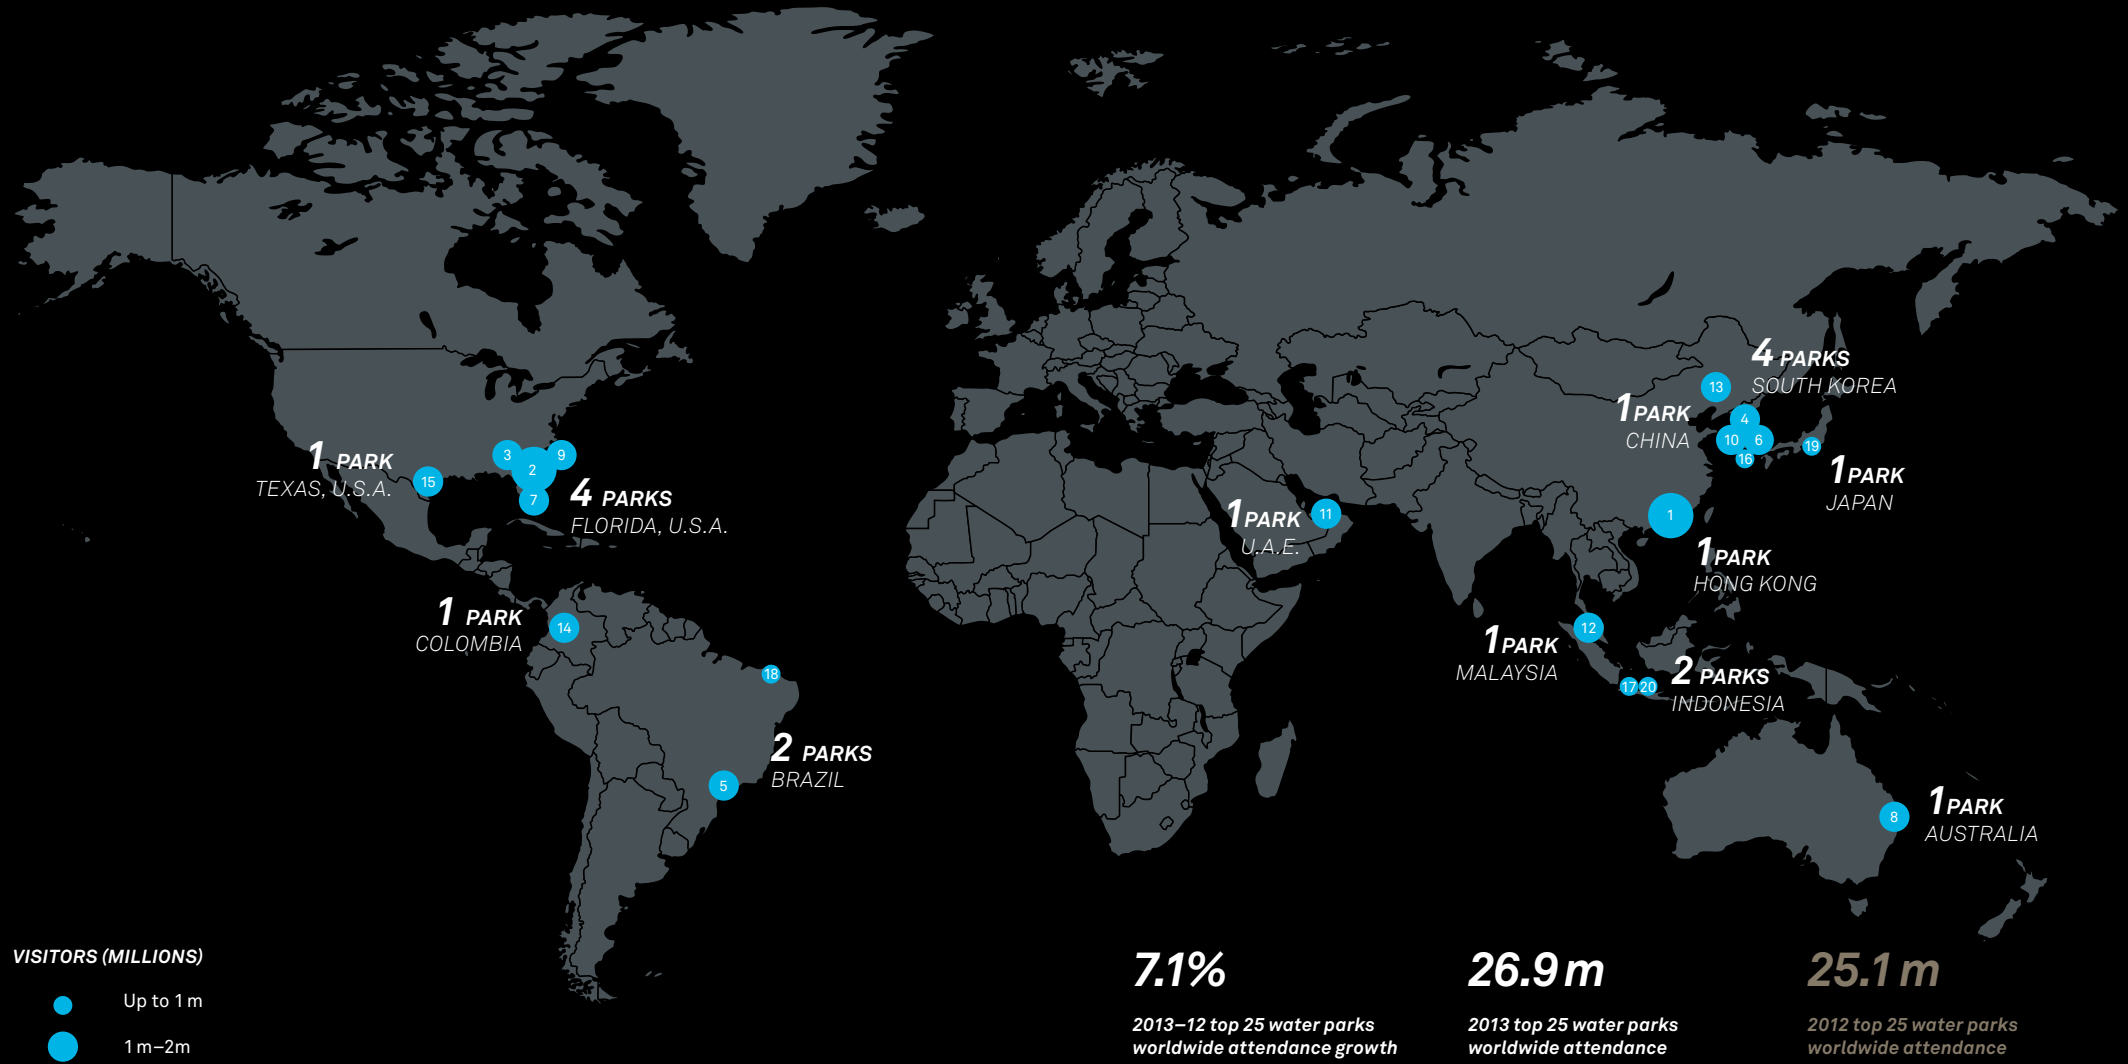 4 PARKS
SOUTH KOREA
13
1 PARK
CHINA
4
10
6
16
19
1 PARK
JAPAN
1 PARK
TEXAS, U.S.A.
15
3
2
9
7
4 PARKS
FLORIDA, U.S.A.
1 PARK
U.A.E.
11
1
1 PARK
HONG KONG
1 PARK
COLOMBIA
14
18
1 PARK
MALAYSIA
12
17
20
2 PARKS
INDONESIA
2 PARKS
BRAZIL
5
8
1 PARK
AUSTRALIA
VISITORS (MILLIONS)
Up to 1 m
1 m–2m
7.1%
2013–12 top 25 water parks
worldwide attendance growth
26.9 m
2013 top 25 water parks
worldwide attendance
25.1 m
2012 top 25 water parks
worldwide attendance